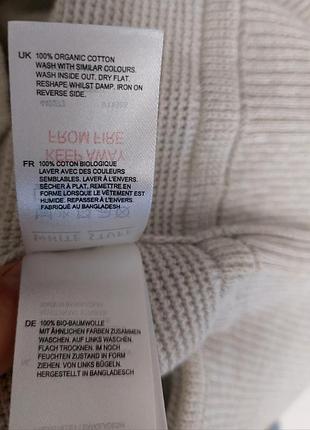 UK 100% ORGANIC COTTON
WASH WITH SIMILAR COLOURS.
WASH INSIDE OUT. DRY FLAT.
RESHAPE WHILST DAMP. IRON ON
REVERSE SIDE.
KEEP AWAY
FROM FIRE
FR 100% COTON BIOLOGIQUE
LAVER AVEC DES COULEURS
SEMBLABLES. LAVER À L'ENVERS.
SÉCHER À PLAT, REMETTRE EN
FORME LORSQUE LE VÊTEMENT EST
HUMIDE. REPASSER À L'ENVERS.
FABRIQUÉ AU BANGLADESH
WHITE STUFF
DE 100% BIO-BAUMWOLLE
MIT ÄHNLICHEN FARBEN ZUSAMMEN
WASCHEN. AUF LINKS WASCHEN.
FLACH TROCKNEN. IM NOCH
FEUCHTEN ZUSTAND IN FORM
ZIEHEN. VON LINKS BÜGELN.
HERGESTELLT IN BANGLADESCH